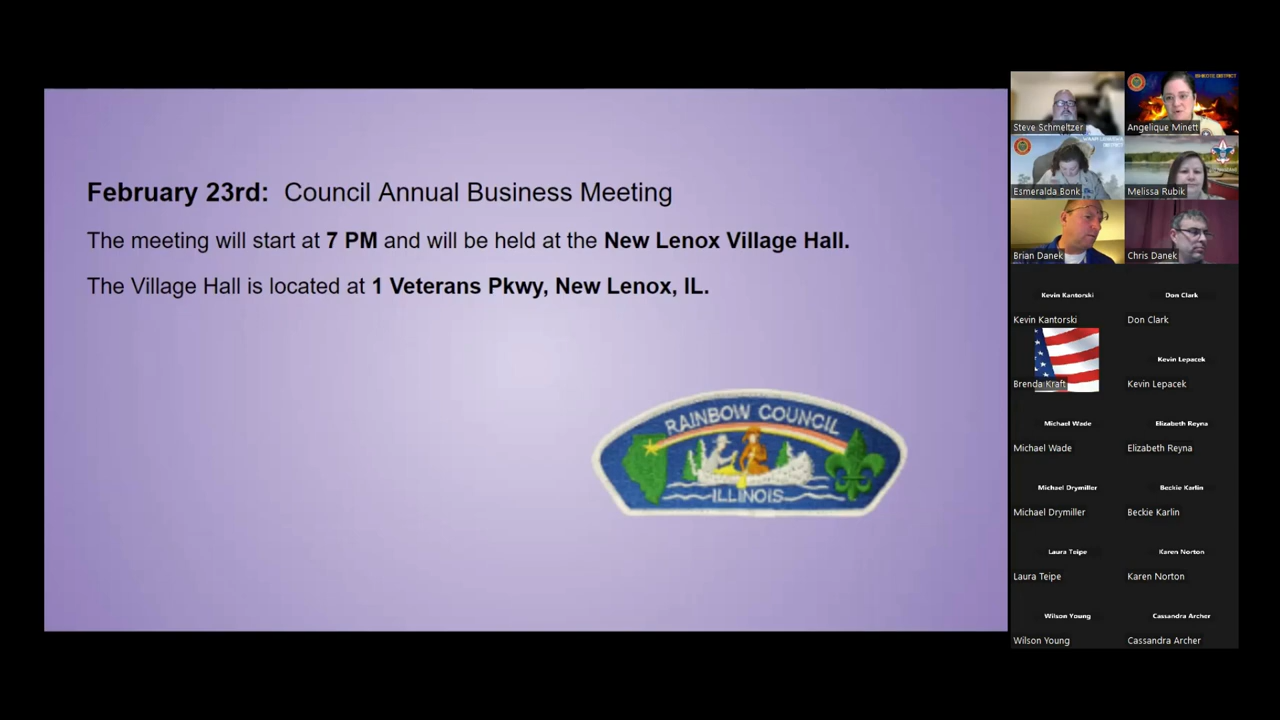 February 23rd: Council Annual Business Meeting
The meeting will start at 7 PM and will be held at the New Lenox Village Hall.
The Village Hall is located at 1 Veterans Pkwy, New Lenox, IL.
RAINBOW COUNCIL
ILLINOIS
Steve Schmeltzer
Angelique Minett
Esmeralda Bonk
Melissa Rubik
Brian Danek
Chris Danek
Kevin Kantorski
Don Clark
Kevin Kantorski
Don Clark
Kevin Lepacek
Brenda Kraft
Kevin Lepacek
Michael Wade
Elizabeth Reyna
Michael Wade
Elizabeth Reyna
Michael Drymiller
Beckie Karlin
Michael Drymiller
Beckie Karlin
Laura Teipe
Karen Norton
Laura Teipe
Karen Norton
Wilson Young
Cassandra Archer
Wilson Young
Cassandra Archer